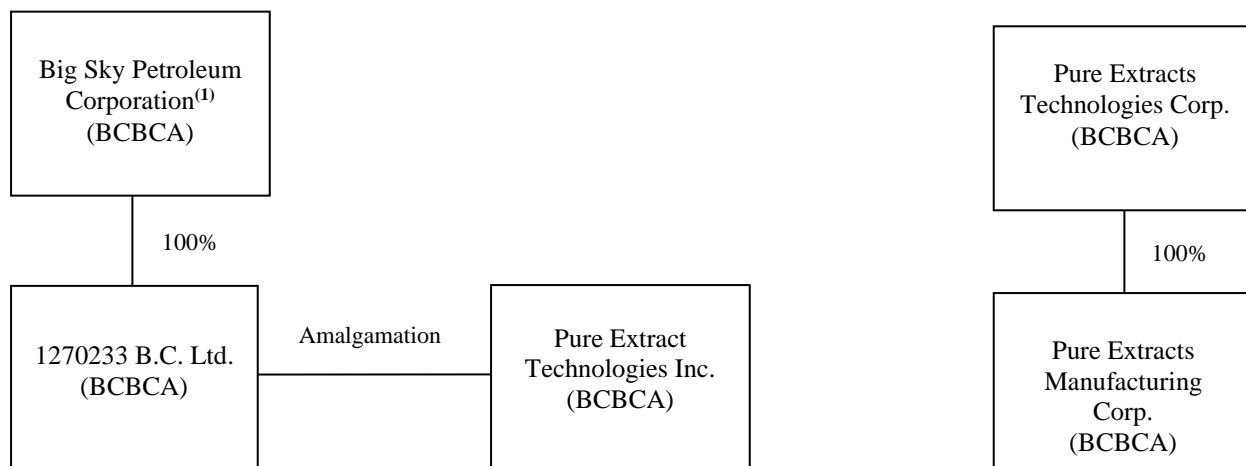 Big Sky Petroleum
Corporation(1)
(BCBCA)
100%
1270233 B.C. Ltd.
(BCBCA)
Amalgamation
Pure Extract
Technologies Inc.
(BCBCA)
Pure Extracts
Technologies Corp.
(BCBCA)
100%
Pure Extracts
Manufacturing
Corp.
(BCBCA)